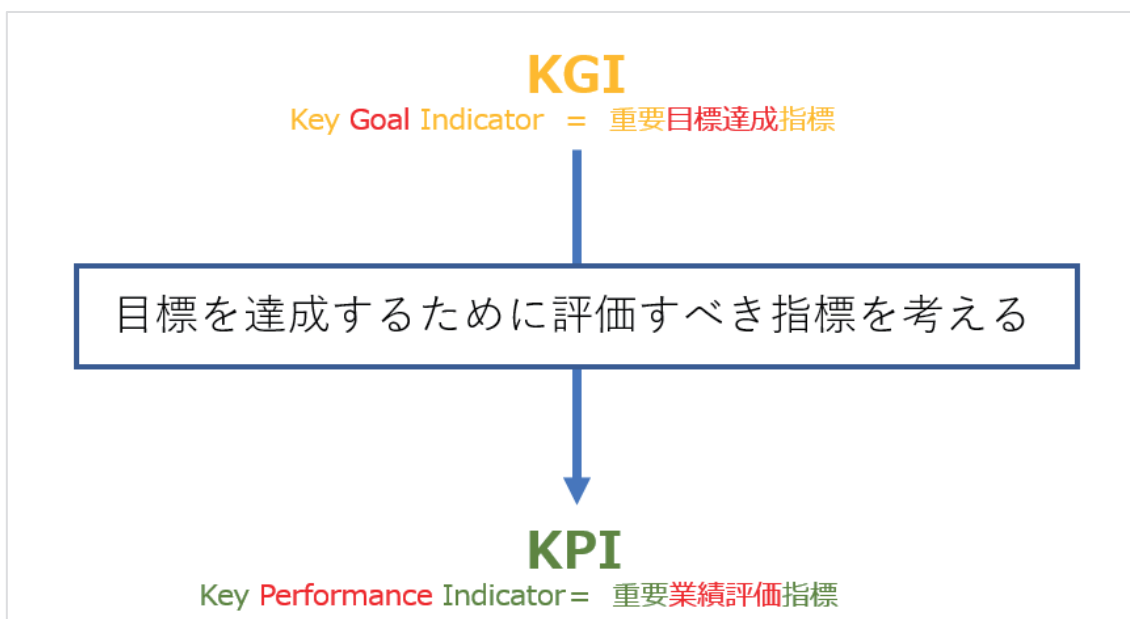 KGI
Key Goal Indicator = 重要目標達成指標
目標を達成するために評価すべき指標を考える
KPI
Key Performance Indicator= 重要業績評価指標